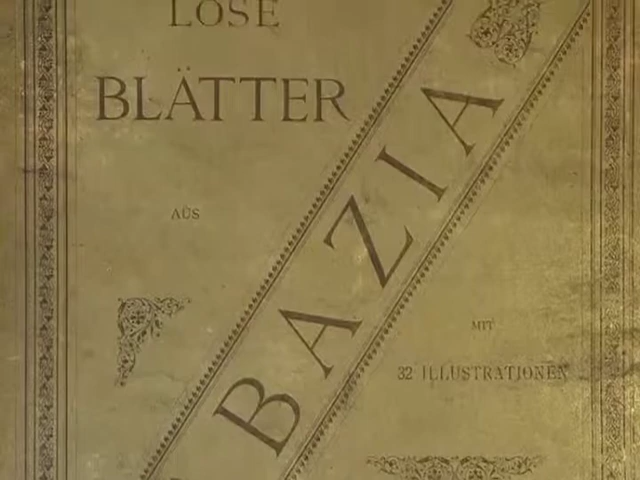 LOSE
BLÄTTER
AUS
BAZIA
MIT
32 ILLUSTRATIONEN